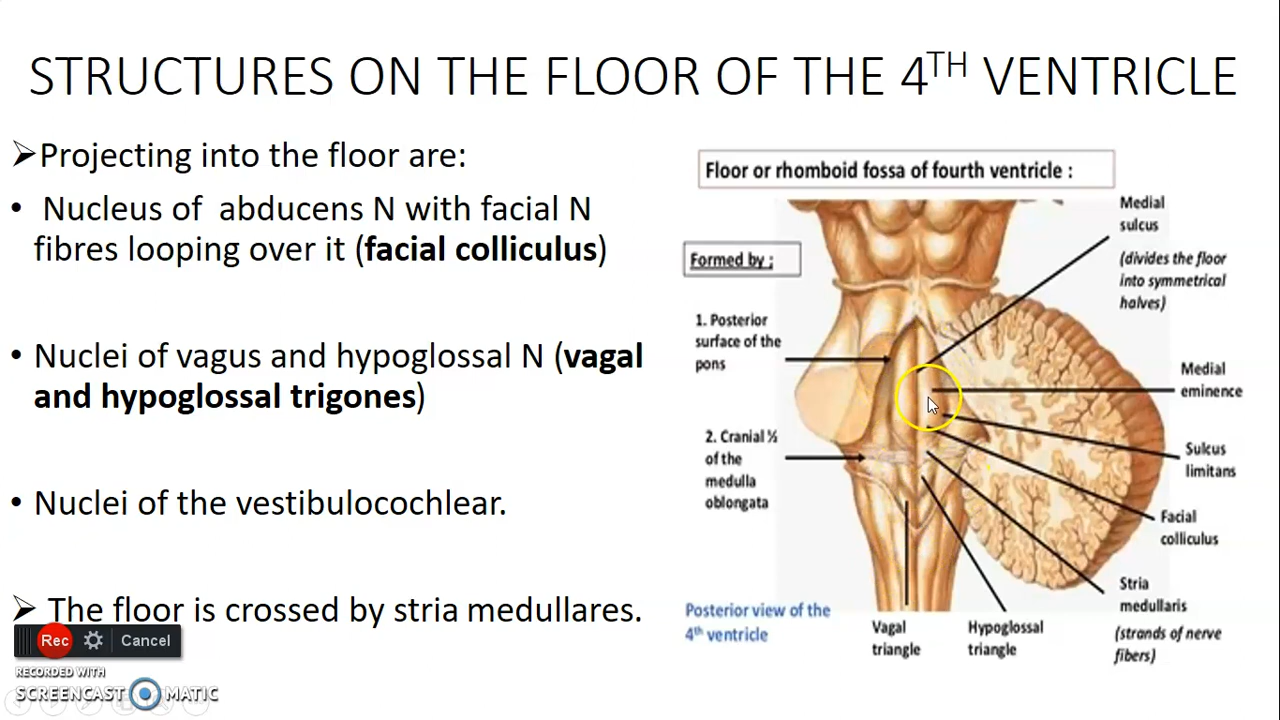 STRUCTURES ON THE FLOOR OF THE 4TH VENTRICLE
➢Projecting into the floor are:
• Nucleus of abducens N with facial N
fibres looping over it (facial colliculus)
• Nuclei of vagus and hypoglossal N (vagal
and hypoglossal trigones)
• Nuclei of the vestibulocochlear.
➢ The floor is crossed by stria medullares.
Floor or rhomboid fossa of fourth ventricle :
Formed by ;
1. Posterior
surface of the
pons
2. Cranial ½
of the
medulla
oblongata
Posterior view of the
4th ventricle
Medial
sulcus
(divides the floor
into symmetrical
halves)
Medial
eminence
Sulcus
limitans
Facial
colliculus
Stria
medullaris
(strands of nerve
fibers)
Vagal
triangle
Hypoglossal
triangle
Rec Cancel
RECORDED WITH
SCREENCAST MATIC